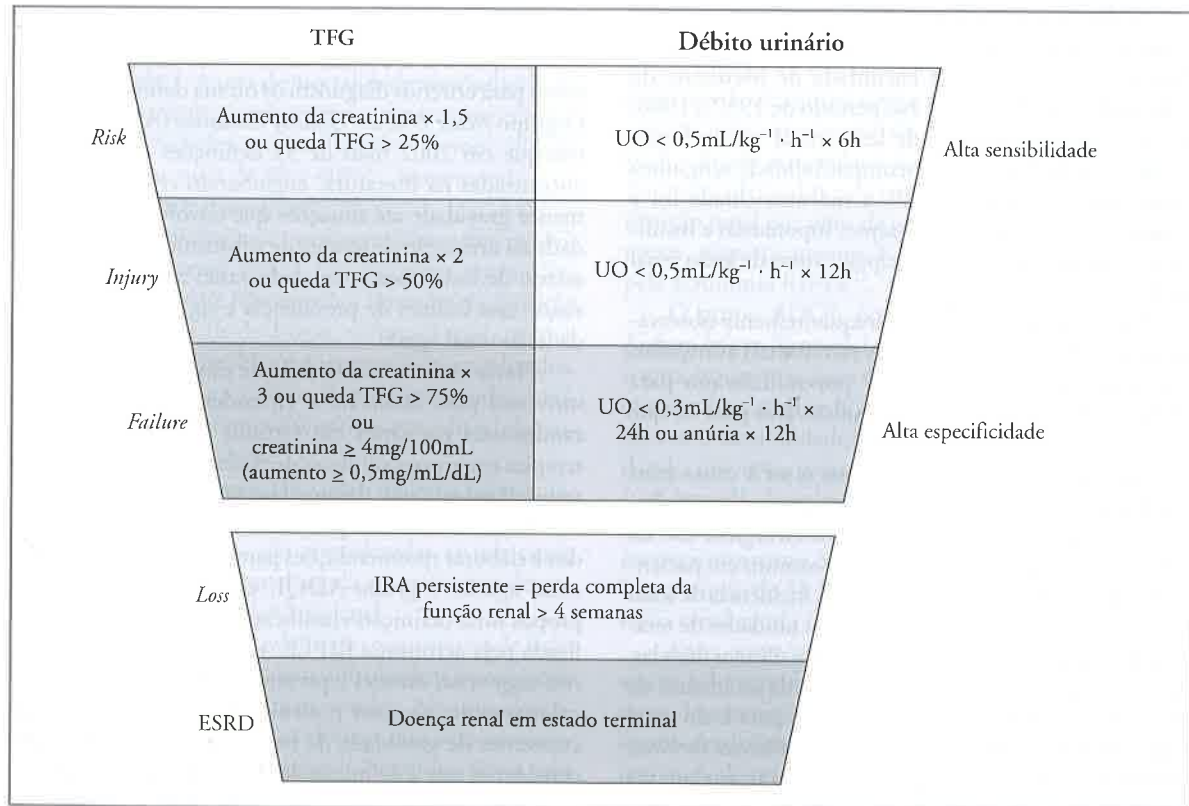 TFG
Débito urinário
Risk
Aumento da creatinina × 1,5
ou queda TFG > 25%
UO < 0,5mL/kg⁻¹ · h⁻¹ × 6h
Alta sensibilidade
Injury
Aumento da creatinina × 2
ou queda TFG > 50%
UO < 0,5mL/kg⁻¹ · h⁻¹ × 12h
Failure
Aumento da creatinina ×
3 ou queda TFG > 75%
ou
creatinina ≥ 4mg/100mL
(aumento ≥ 0,5mg/mL/dL)
UO < 0,3mL/kg⁻¹ · h⁻¹ ×
24h ou anúria × 12h
Alta especificidade
Loss
IRA persistente = perda completa da
função renal > 4 semanas
ESRD
Doença renal em estado terminal